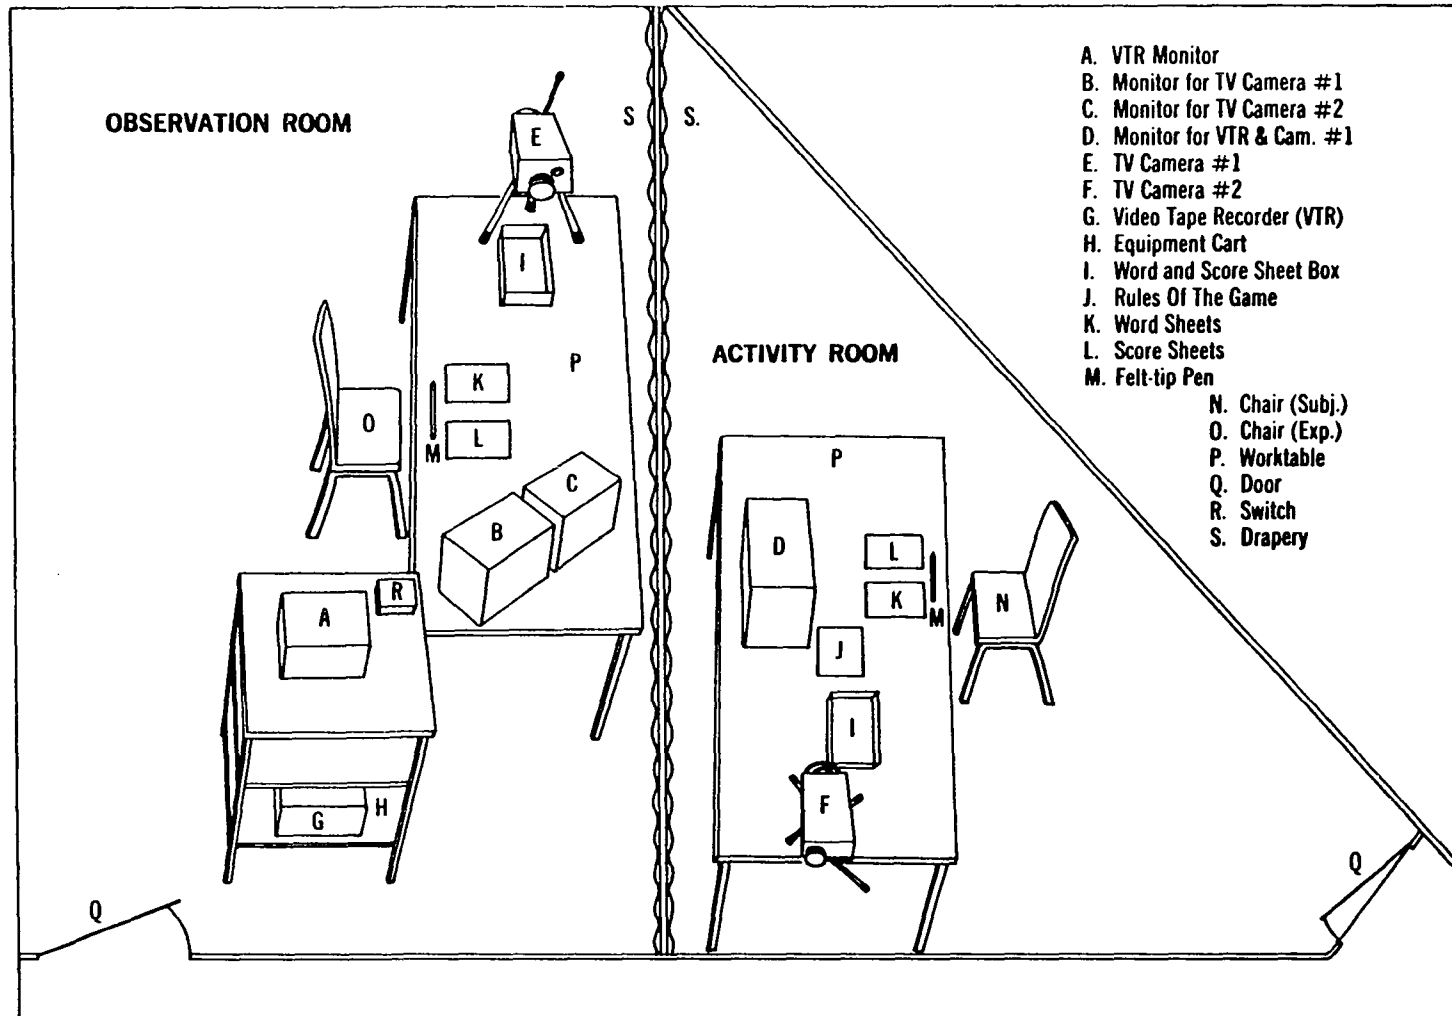 OBSERVATION ROOM
S
S.
A. VTR Monitor
B. Monitor for TV Camera #1
C. Monitor for TV Camera #2
D. Monitor for VTR & Cam. #1
E. TV Camera #1
F. TV Camera #2
G. Video Tape Recorder (VTR)
H. Equipment Cart
I. Word and Score Sheet Box
J. Rules Of The Game
K. Word Sheets
L. Score Sheets
M. Felt-tip Pen
N. Chair (Subj.)
O. Chair (Exp.)
P. Worktable
Q. Door
R. Switch
S. Drapery
E
I
P
K
O
L
M
C
B
R
A
H
G
Q
ACTIVITY ROOM
P
D
L
K
N
M
J
I
F
Q